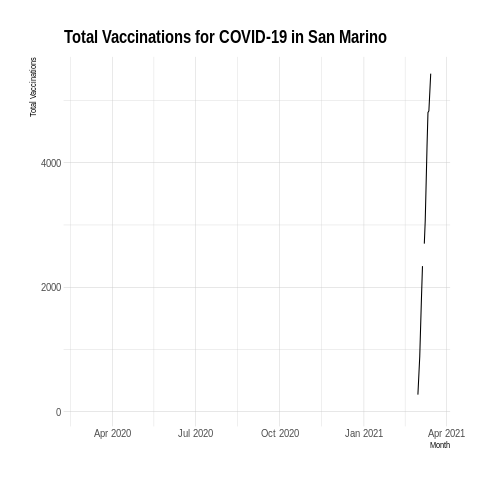 Total Vaccinations for COVID-19 in San Marino
Total Vaccinations
4000
2000
0
Apr 2020
Jul 2020
Oct 2020
Jan 2021
Apr 2021
Month